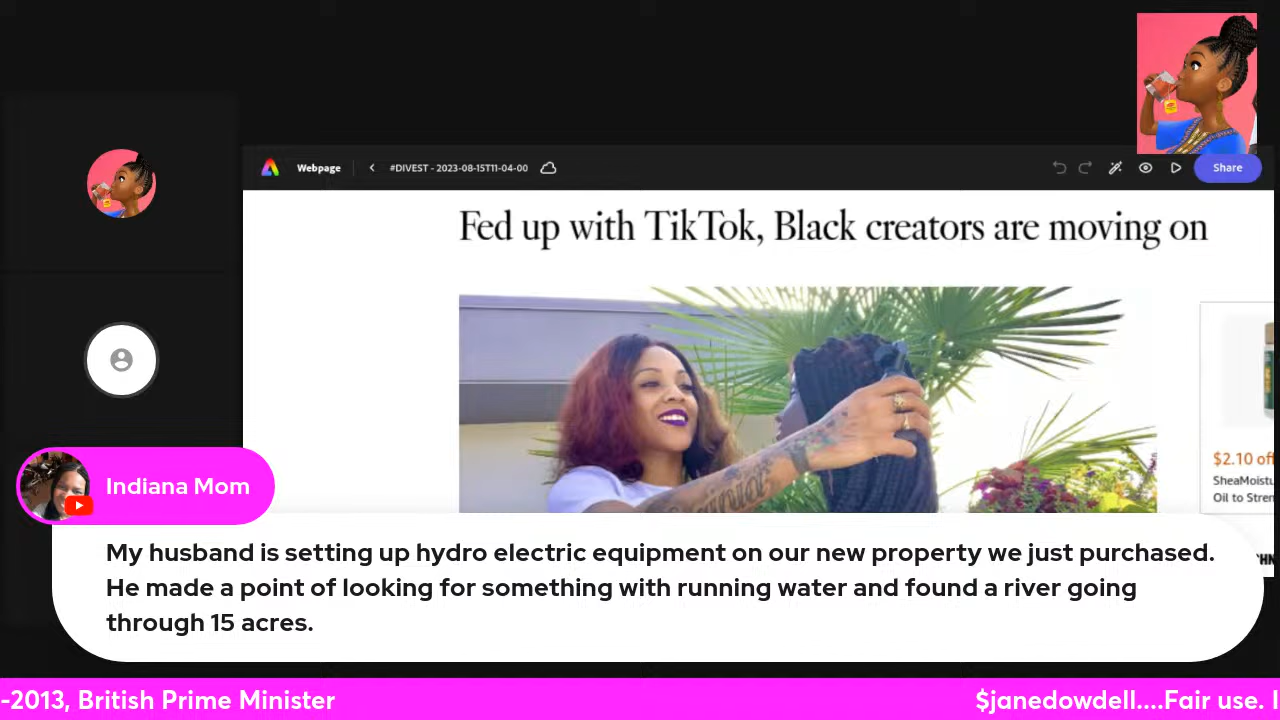 Webpage
#DIVEST - 2023-08-15T11-04-00
Share
Fed up with TikTok, Black creators are moving on
$2.10 off
SheaMoistu
Oil to Stren
Indiana Mom
My husband is setting up hydro electric equipment on our new property we just purchased.
He made a point of looking for something with running water and found a river going
through 15 acres.
-2013, British Prime Minister
$janedowdell....Fair use. I